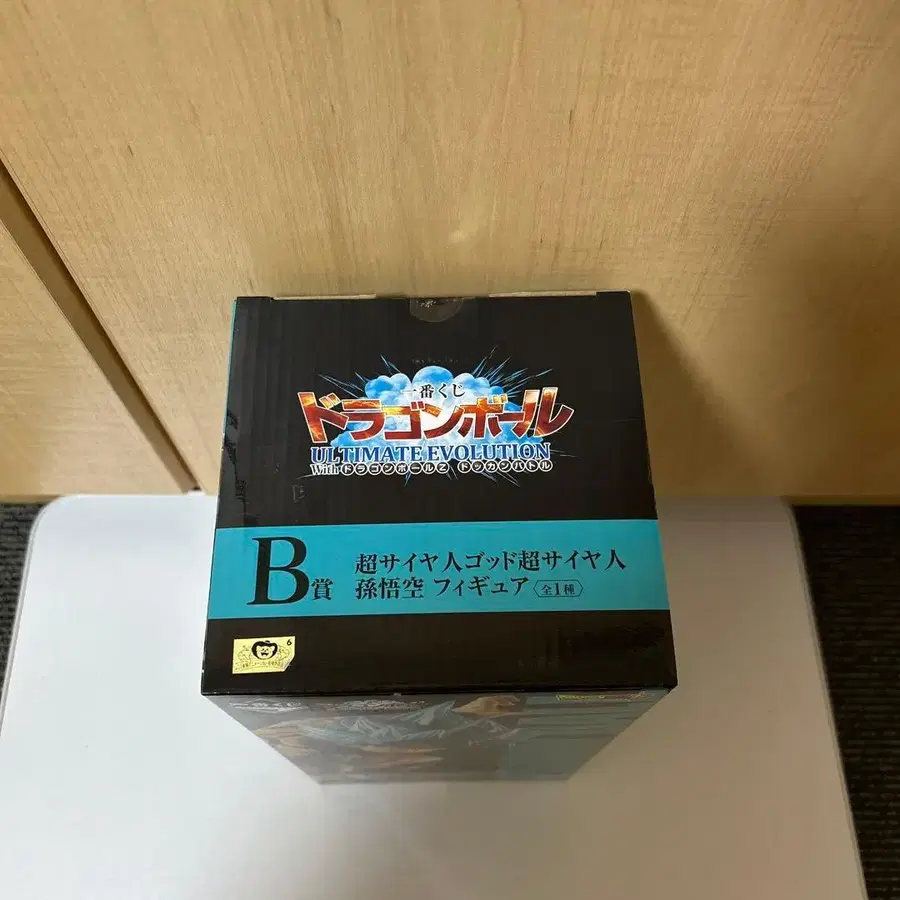 一番くじ
ドラゴンボール
ULTIMATE EVOLUTION
With ドラゴンボールZ ドッカンバトル
B賞
超サイヤ人ゴッド超サイヤ人
孫悟空 フィギュア 全1種
6